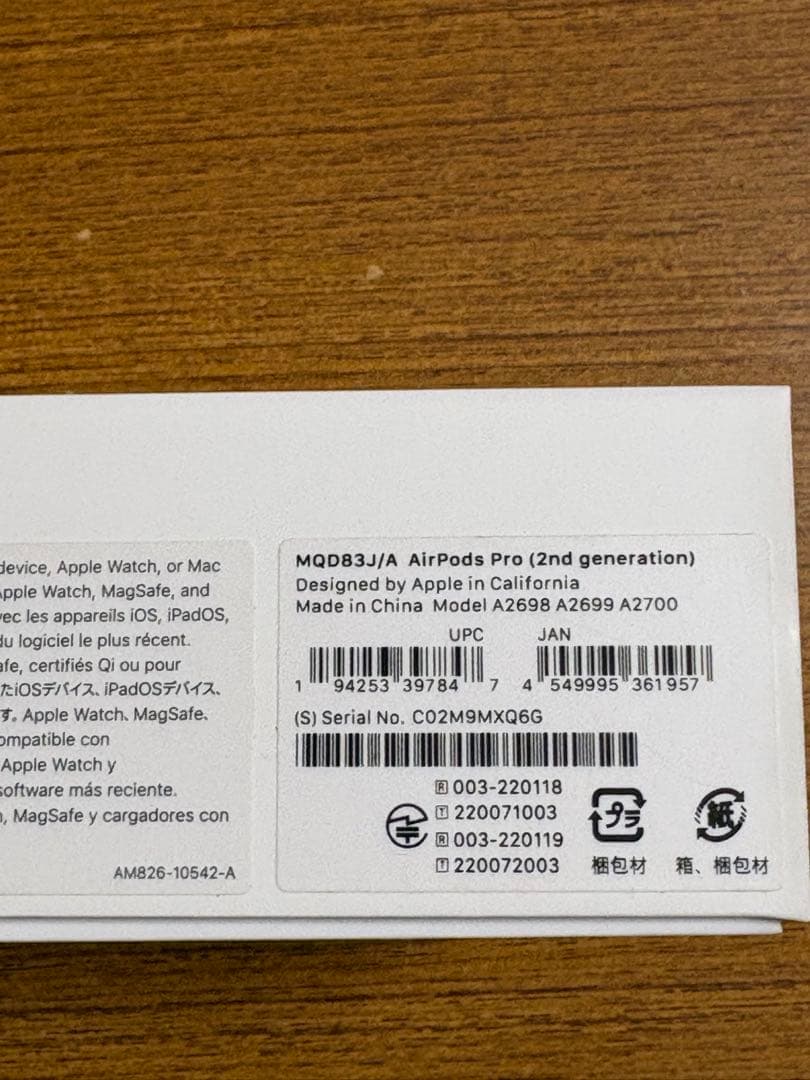 device, Apple Watch, or Mac
Apple Watch, MagSafe, and
vec les appareils iOS, iPadOS,
du logiciel le plus récent.
afe, certifiés Qi ou pour
たiOSデバイス、iPadOSデバイス、
す。Apple Watch、MagSafe、
ompatible con
Apple Watch y
software más reciente.
, MagSafe y cargadores con
AM826-10542-A
MQD83J/A AirPods Pro (2nd generation)
Designed by Apple in California
Made in China Model A2698 A2699 A2700
UPC JAN
1 94253 39784 7 4 549995 361957
(S) Serial No. C02M9MXQ6G
R 003-220118
T 220071003
R 003-220119
T 220072003
プラ 紙
梱包材 箱、梱包材